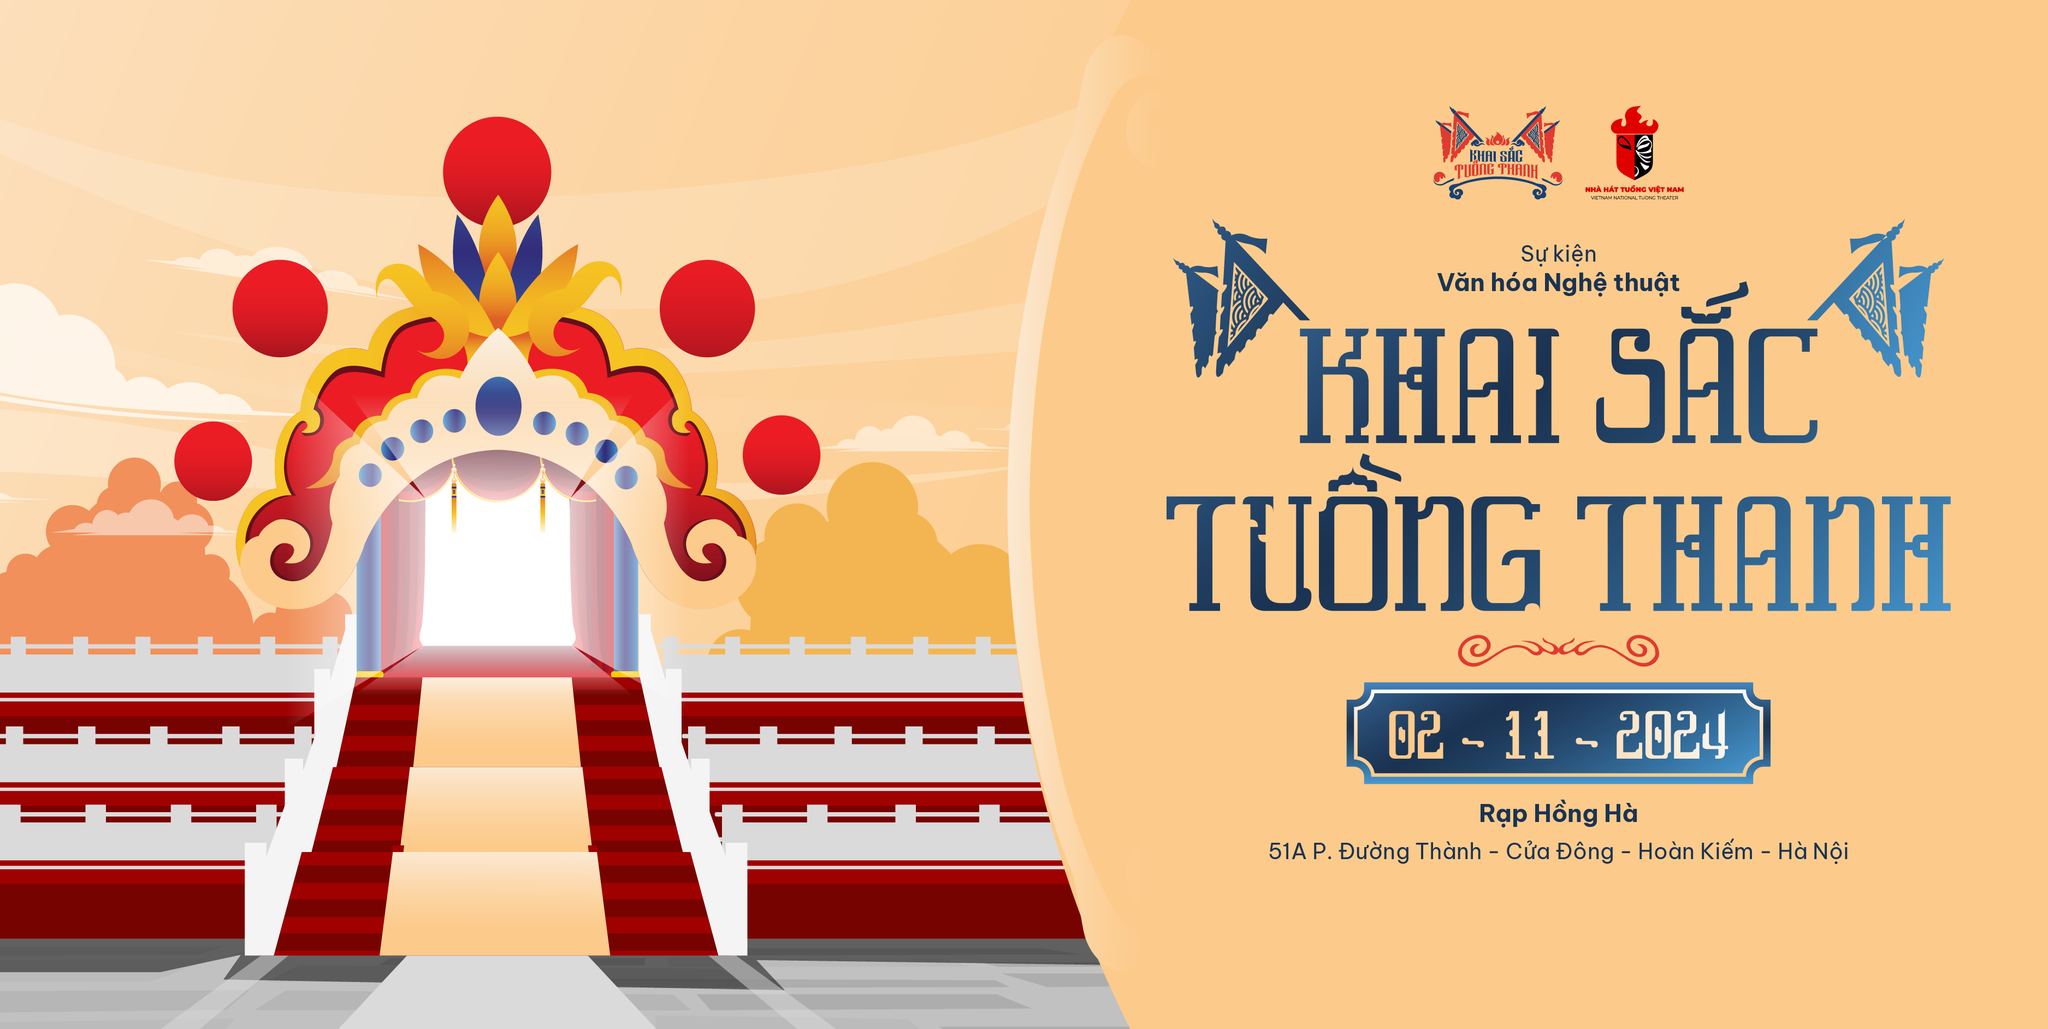 KHAI SẮC
TUỒNG THANH
NHÀ HÁT TUỒNG VIỆT NAM
VIETNAM NATIONAL TUONG THEATER
Sự kiện
Văn hóa Nghệ thuật
KHAI SẮC
TUỒNG THANH
02 - 11 - 2024
Rạp Hồng Hà
51A P. Đường Thành - Cửa Đông - Hoàn Kiếm - Hà Nội